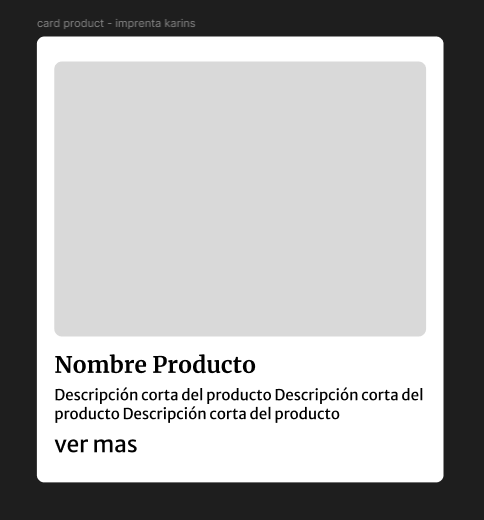 card product - imprenta karins
Nombre Producto
Descripción corta del producto Descripción corta del
producto Descripción corta del producto
ver mas